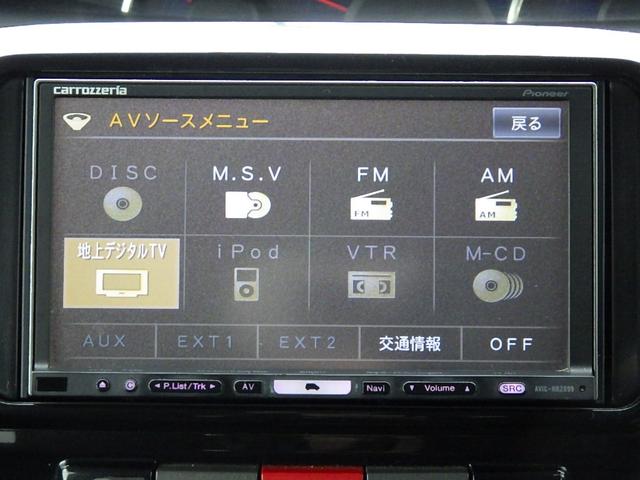 carrozzeria Pioneer
AVソースメニュー 戻る
DISC M.S.V FM AM
FM AM
地上デジタルTV iPod VTR M-CD
AUX EXT1 EXT2 交通情報 OFF
◄ P.List/Trk ► AV Navi ▼ Volume ▲ SRC